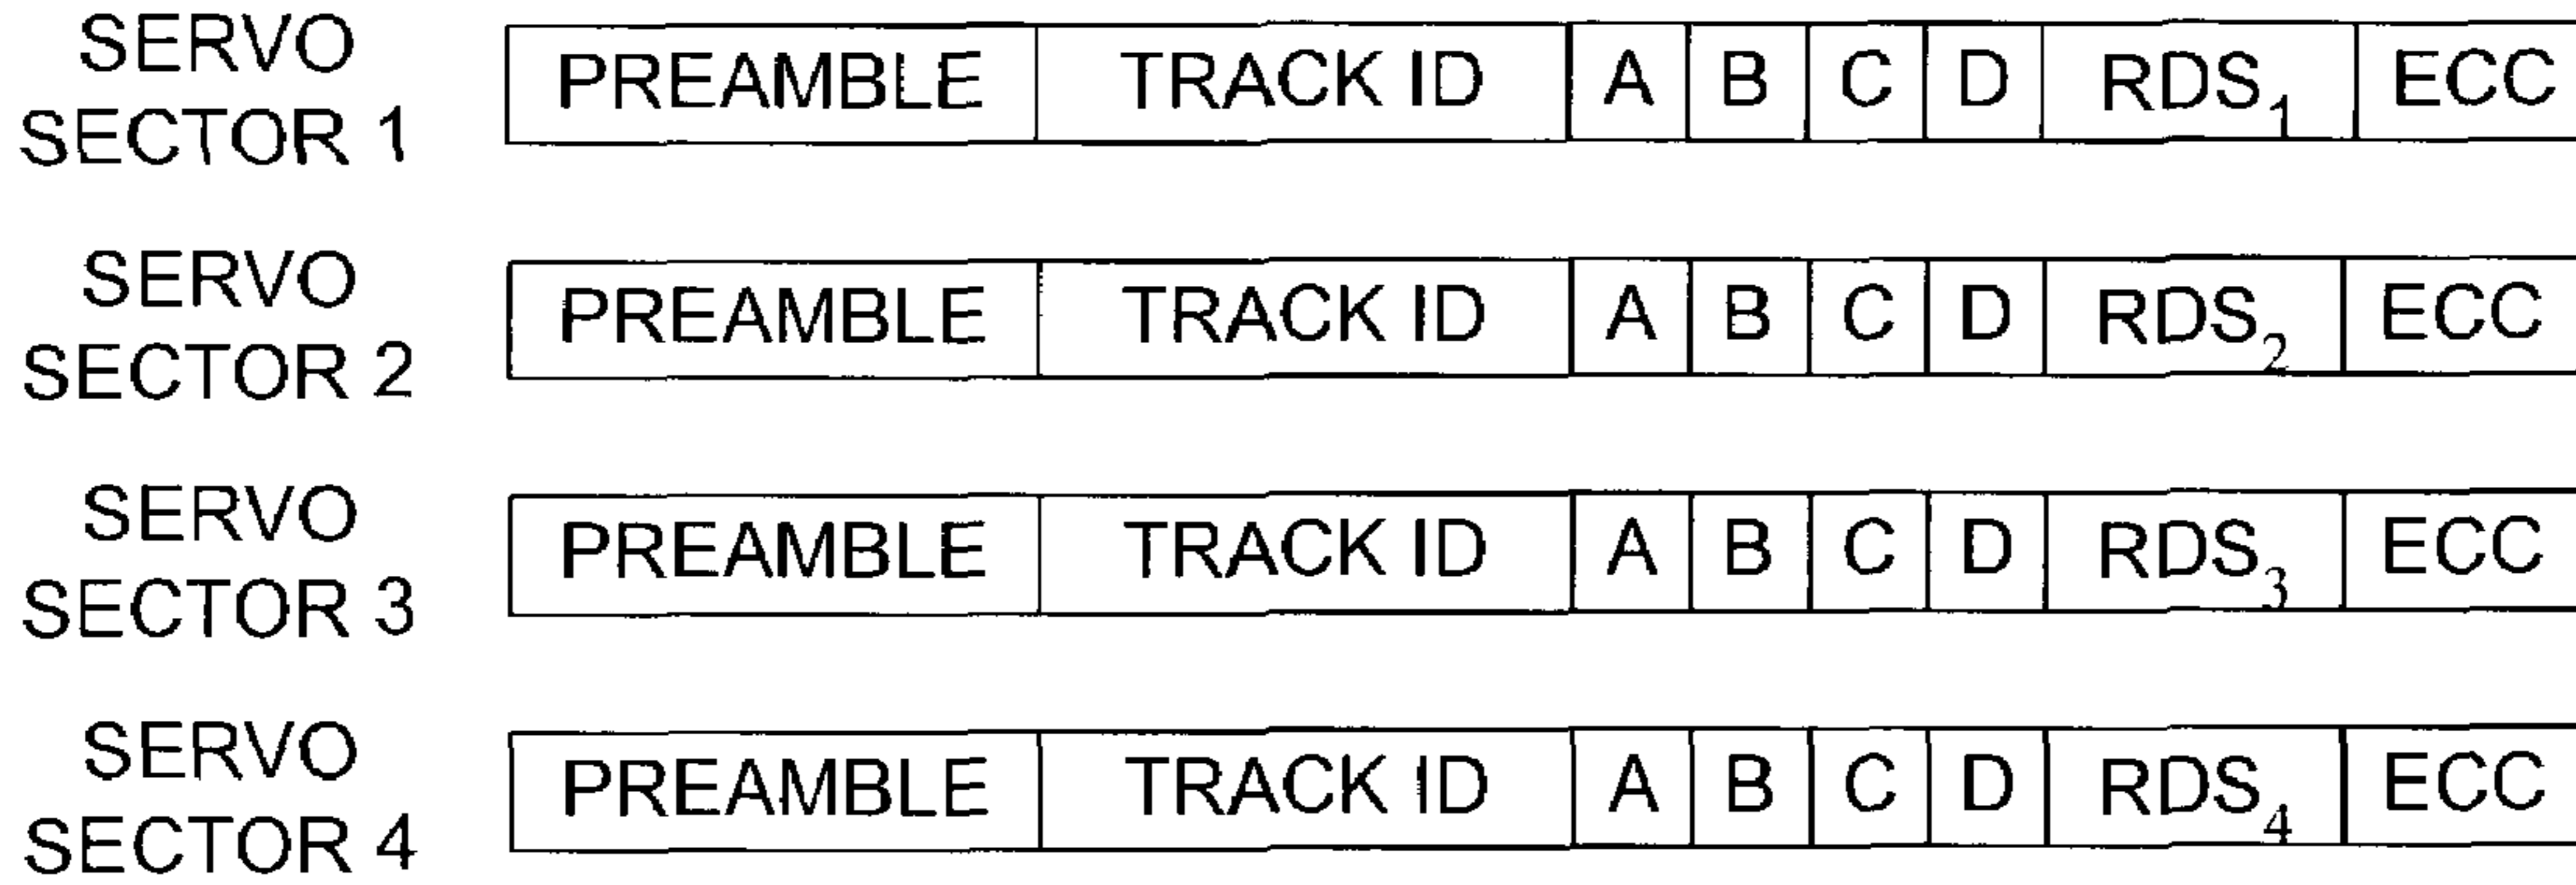 SERVO
SECTOR 1
PREAMBLE TRACK ID A B C D RDS1 ECC
SERVO
SECTOR 2
PREAMBLE TRACK ID A B C D RDS2 ECC
SERVO
SECTOR 3
PREAMBLE TRACK ID A B C D RDS3 ECC
SERVO
SECTOR 4
PREAMBLE TRACK ID A B C D RDS4 ECC